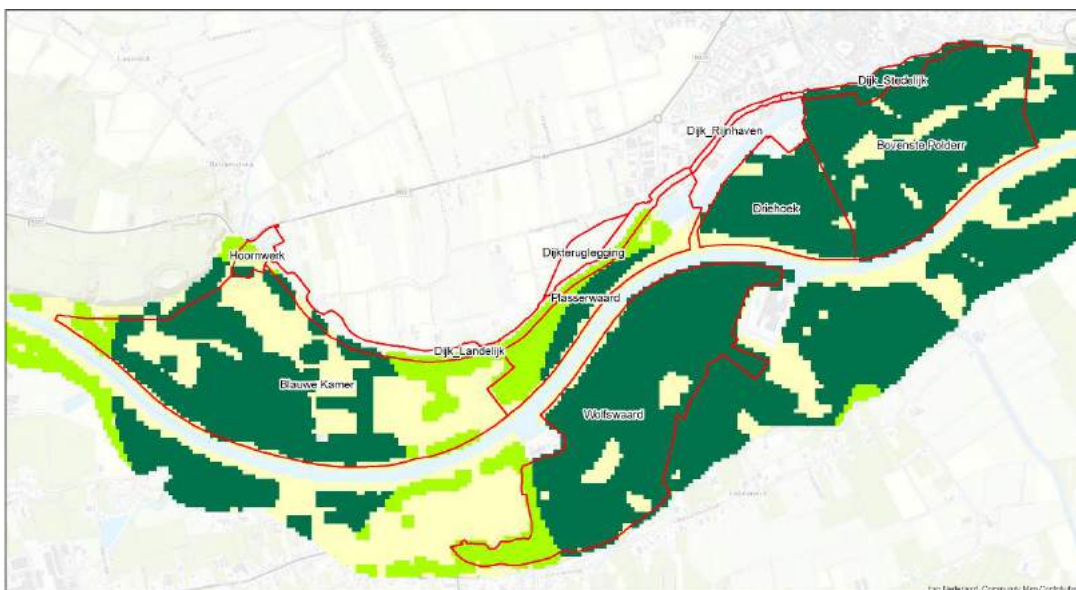 Dijk_Stedelijk
Dijk_Rijnhaven
Bovenste Polderr
Driehoek
Hoornwerk
Dijkteruglegging
Plasserwaard
Dijk_Landelijk
Blauwe Kamer
Wolfswaard